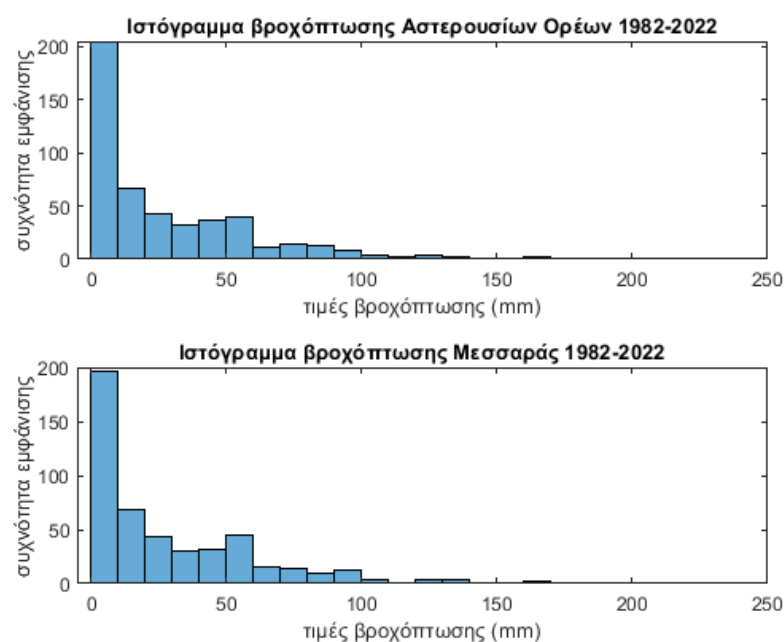 Ιστόγραμμα βροχόπτωσης Αστερουσίων Ορέων 1982-2022
200
150
100
50
0
συχνότητα εμφάνισης
0 50 100 150 200 250
τιμές βροχόπτωσης (mm)
Ιστόγραμμα βροχόπτωσης Μεσσαράς 1982-2022
200
150
100
50
0
συχνότητα εμφάνισης
0 50 100 150 200 250
τιμές βροχόπτωσης (mm)